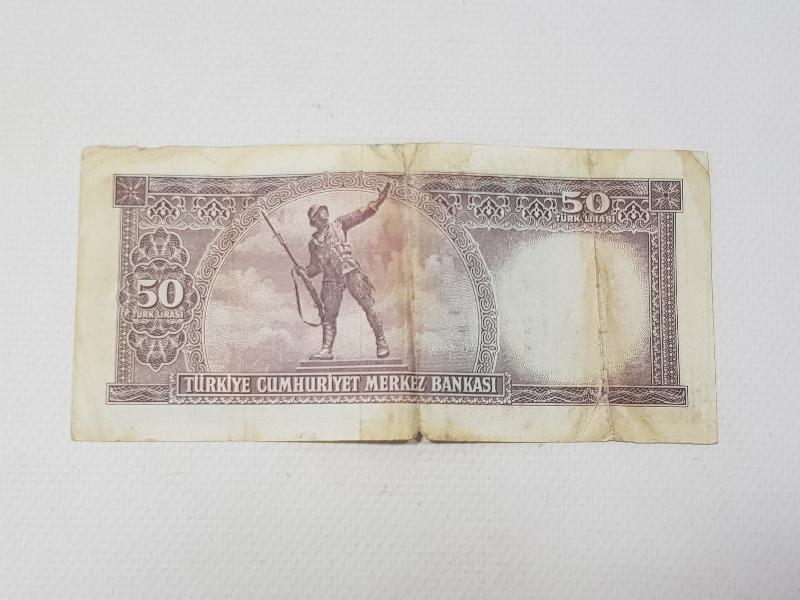 50
TÜRK LİRASI
50
TÜRK LİRASI
TÜRKİYE CUMHURİYET MERKEZ BANKASI